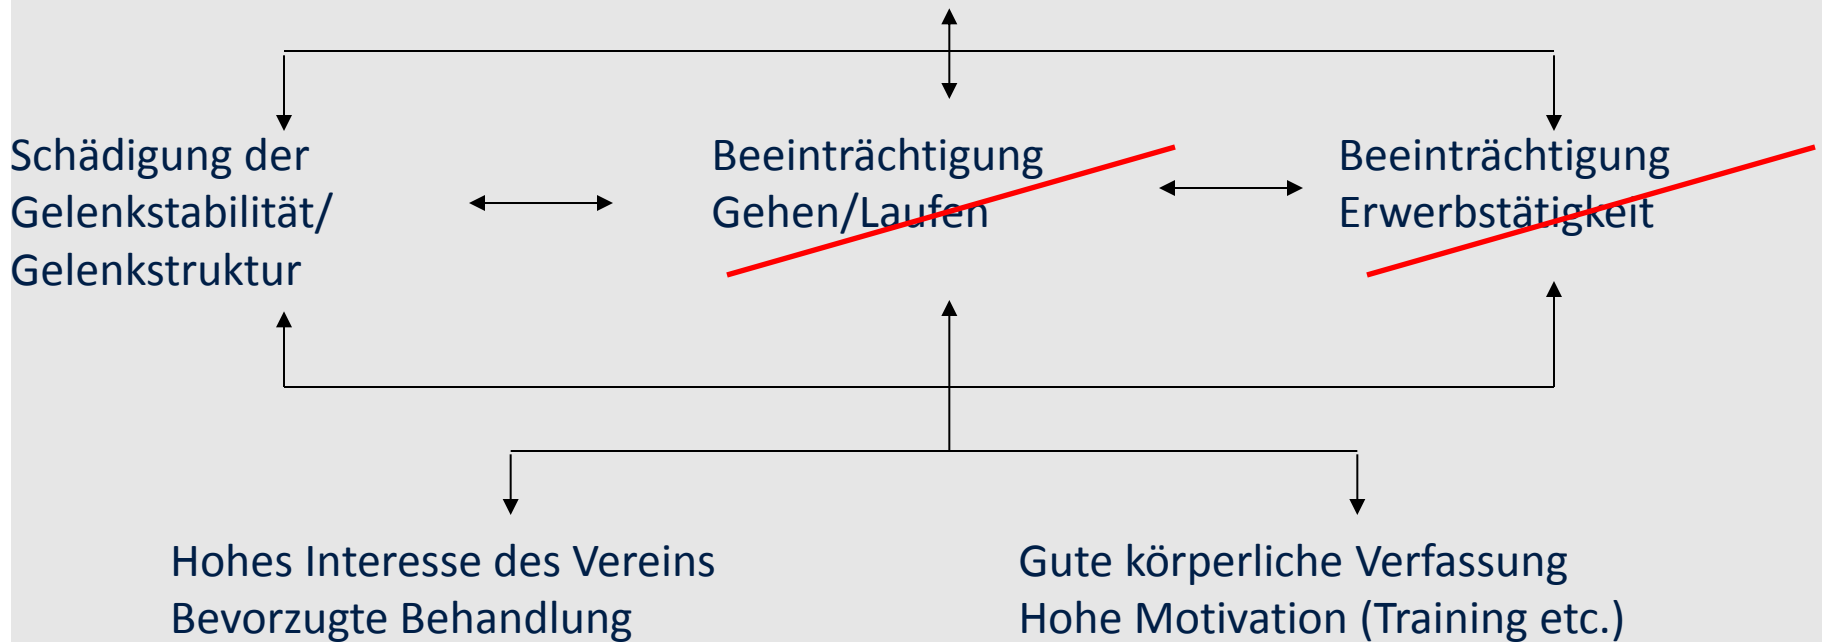 Schädigung der
Gelenkstabilität/
Gelenkstruktur
Beeinträchtigung
Gehen/Laufen
Beeinträchtigung
Erwerbstätigkeit
Hohes Interesse des Vereins
Bevorzugte Behandlung
Gute körperliche Verfassung
Hohe Motivation (Training etc.)